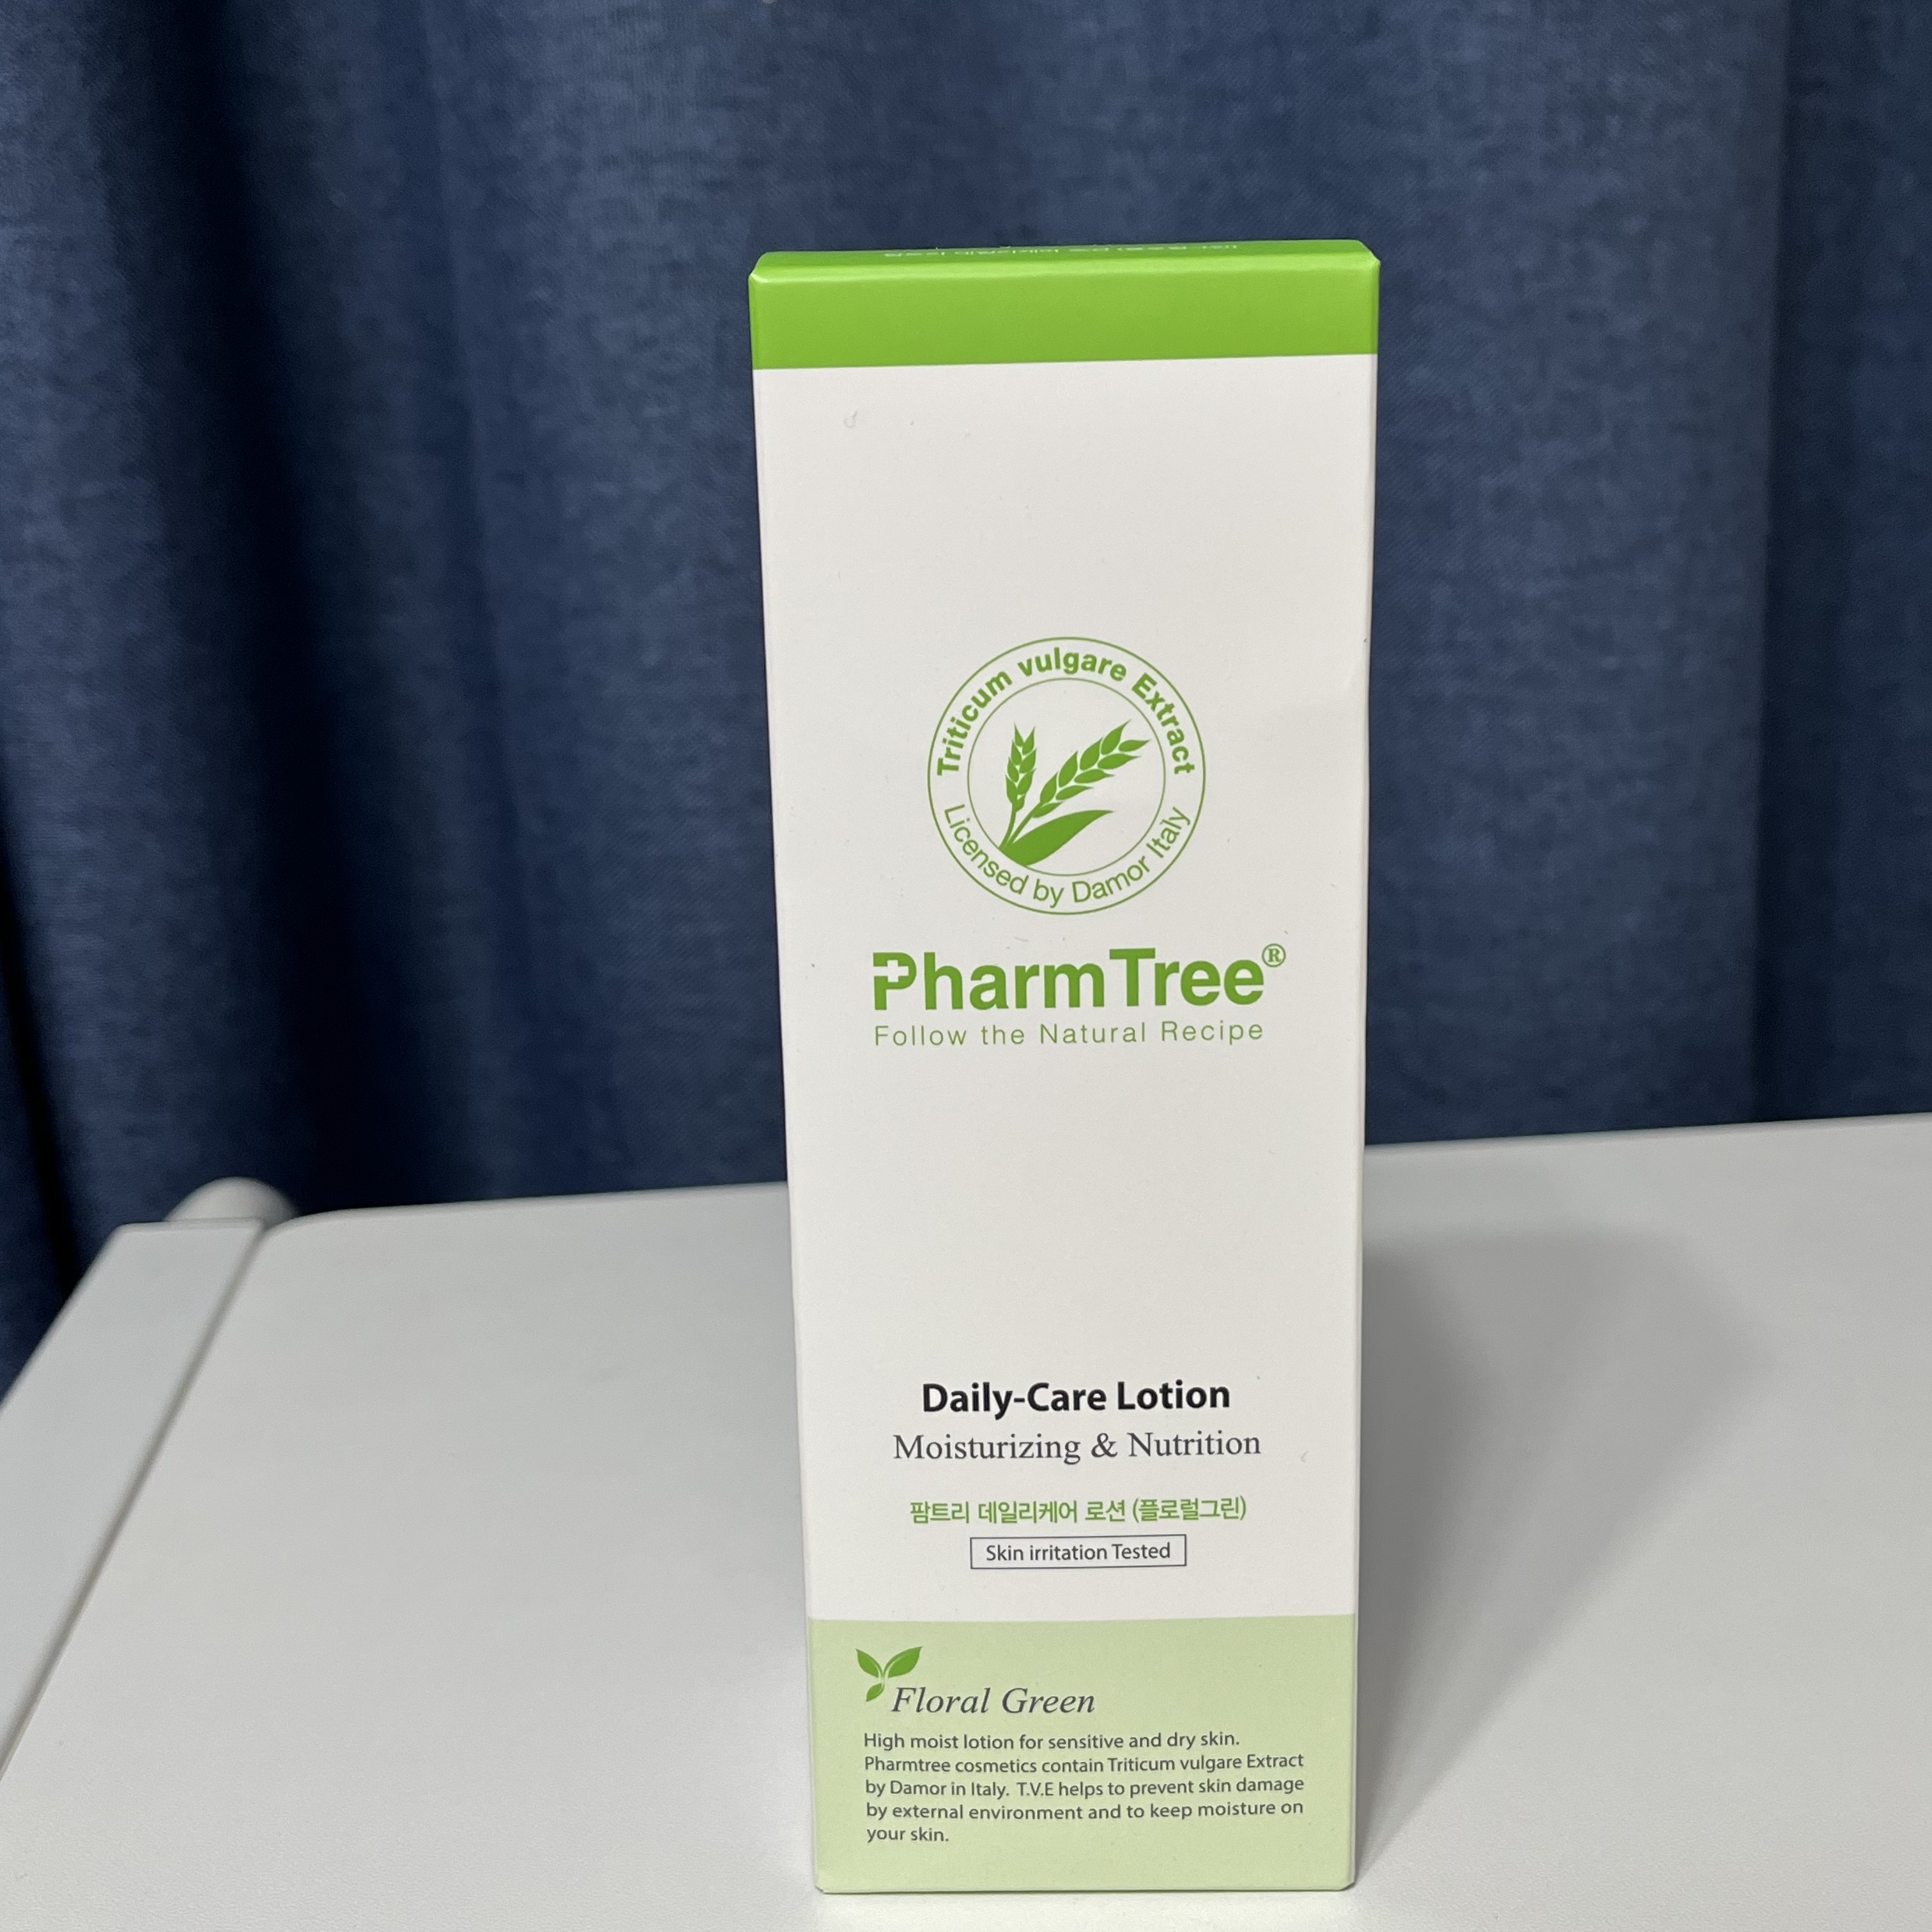 Triticum vulgare Extract
Licensed by Damor Italy
PharmTree®
Follow the Natural Recipe
Daily-Care Lotion
Moisturizing & Nutrition
팜트리 데일리케어 로션 (플로럴그린)
Skin irritation Tested
Floral Green
High moist lotion for sensitive and dry skin.
Pharmtree cosmetics contain Triticum vulgare Extract
by Damor in Italy. T.V.E helps to prevent skin damage
by external environment and to keep moisture on
your skin.